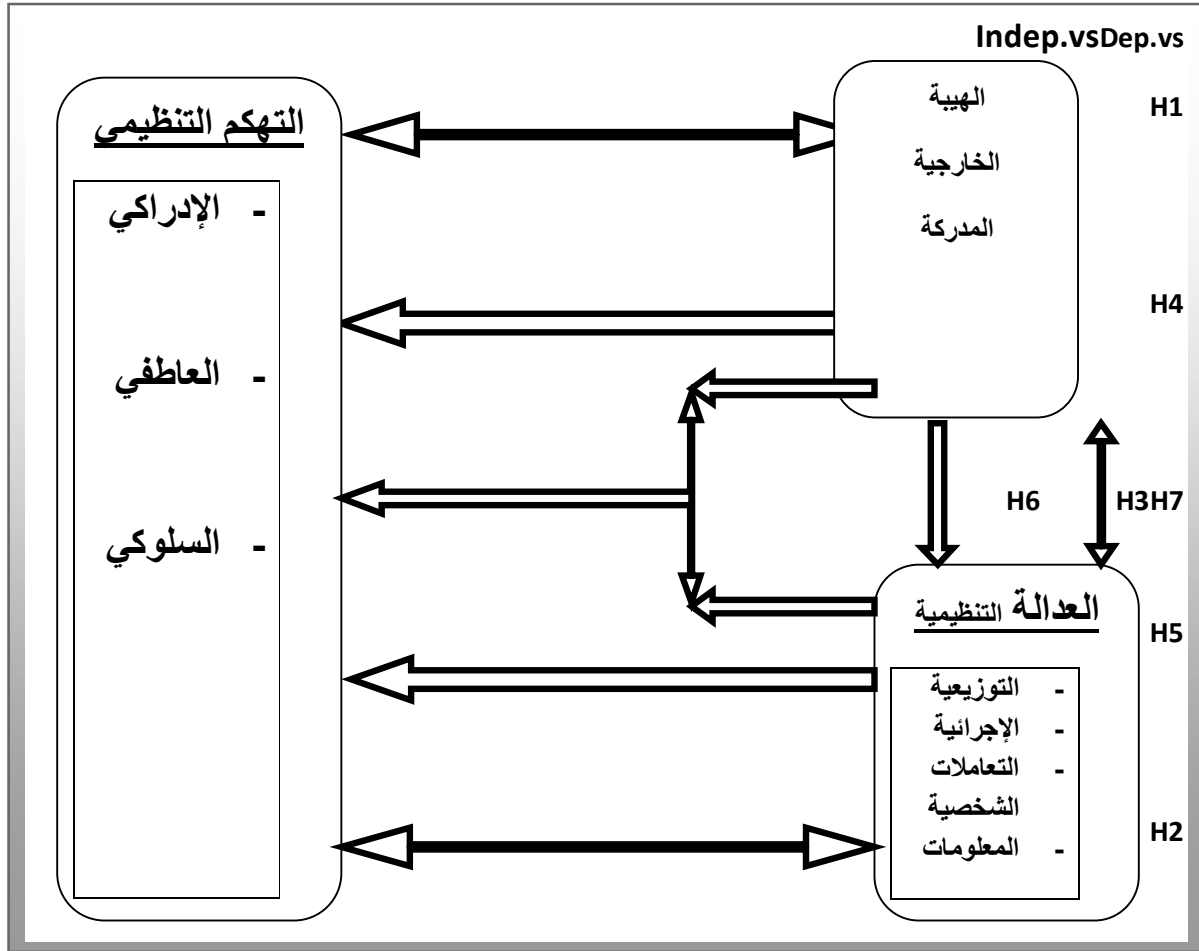 Indep.vsDep.vs
H1
الهيبة
الخارجية
المدركة
التهكم التنظيمي
- الإدراكي
- العاطفي
- السلوكي
H4
H6
H3H7
العدالة التنظيمية
H5
- التوزيعية
- الإجرائية
- التعاملات
الشخصية
- المعلومات
H2